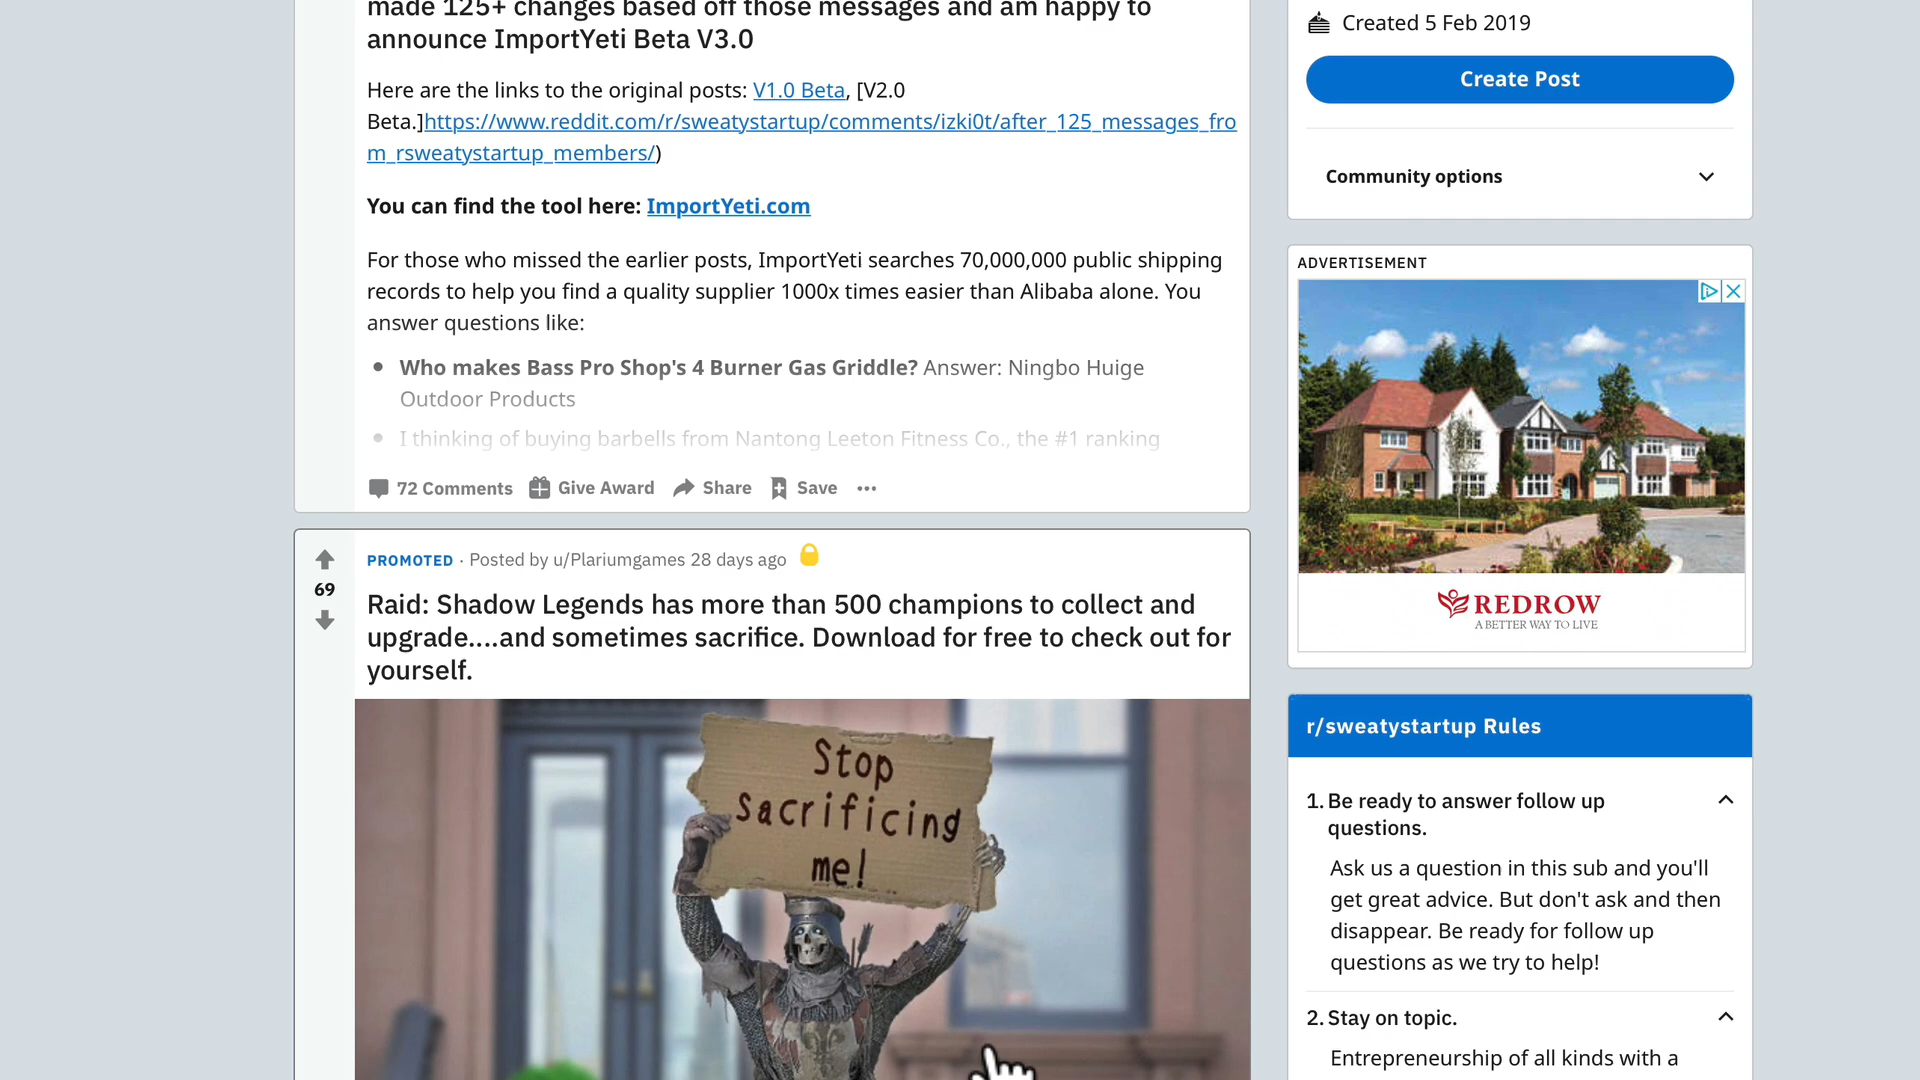 made 125+ changes based off those messages and am happy to
announce ImportYeti Beta V3.0
Here are the links to the original posts: V1.0 Beta, [V2.0
Beta.]https://www.reddit.com/r/sweatystartup/comments/izki0t/after_125_messages_fro
m_rsweatystartup_members/)
You can find the tool here: ImportYeti.com
For those who missed the earlier posts, ImportYeti searches 70,000,000 public shipping
records to help you find a quality supplier 1000x times easier than Alibaba alone. You
answer questions like:
• Who makes Bass Pro Shop's 4 Burner Gas Griddle? Answer: Ningbo Huige
Outdoor Products
• I thinking of buying barbells from Nantong Leeton Fitness Co., the #1 ranking
72 Comments Give Award Share Save ...
PROMOTED · Posted by u/Plariumgames 28 days ago
69
Raid: Shadow Legends has more than 500 champions to collect and
upgrade....and sometimes sacrifice. Download for free to check out for
yourself.
Stop
Sacrificing
me!
Created 5 Feb 2019
Create Post
Community options
ADVERTISEMENT
REDROW
A BETTER WAY TO LIVE
r/sweatystartup Rules
1. Be ready to answer follow up
questions.
Ask us a question in this sub and you'll
get great advice. But don't ask and then
disappear. Be ready for follow up
questions as we try to help!
2. Stay on topic.
Entrepreneurship of all kinds with a